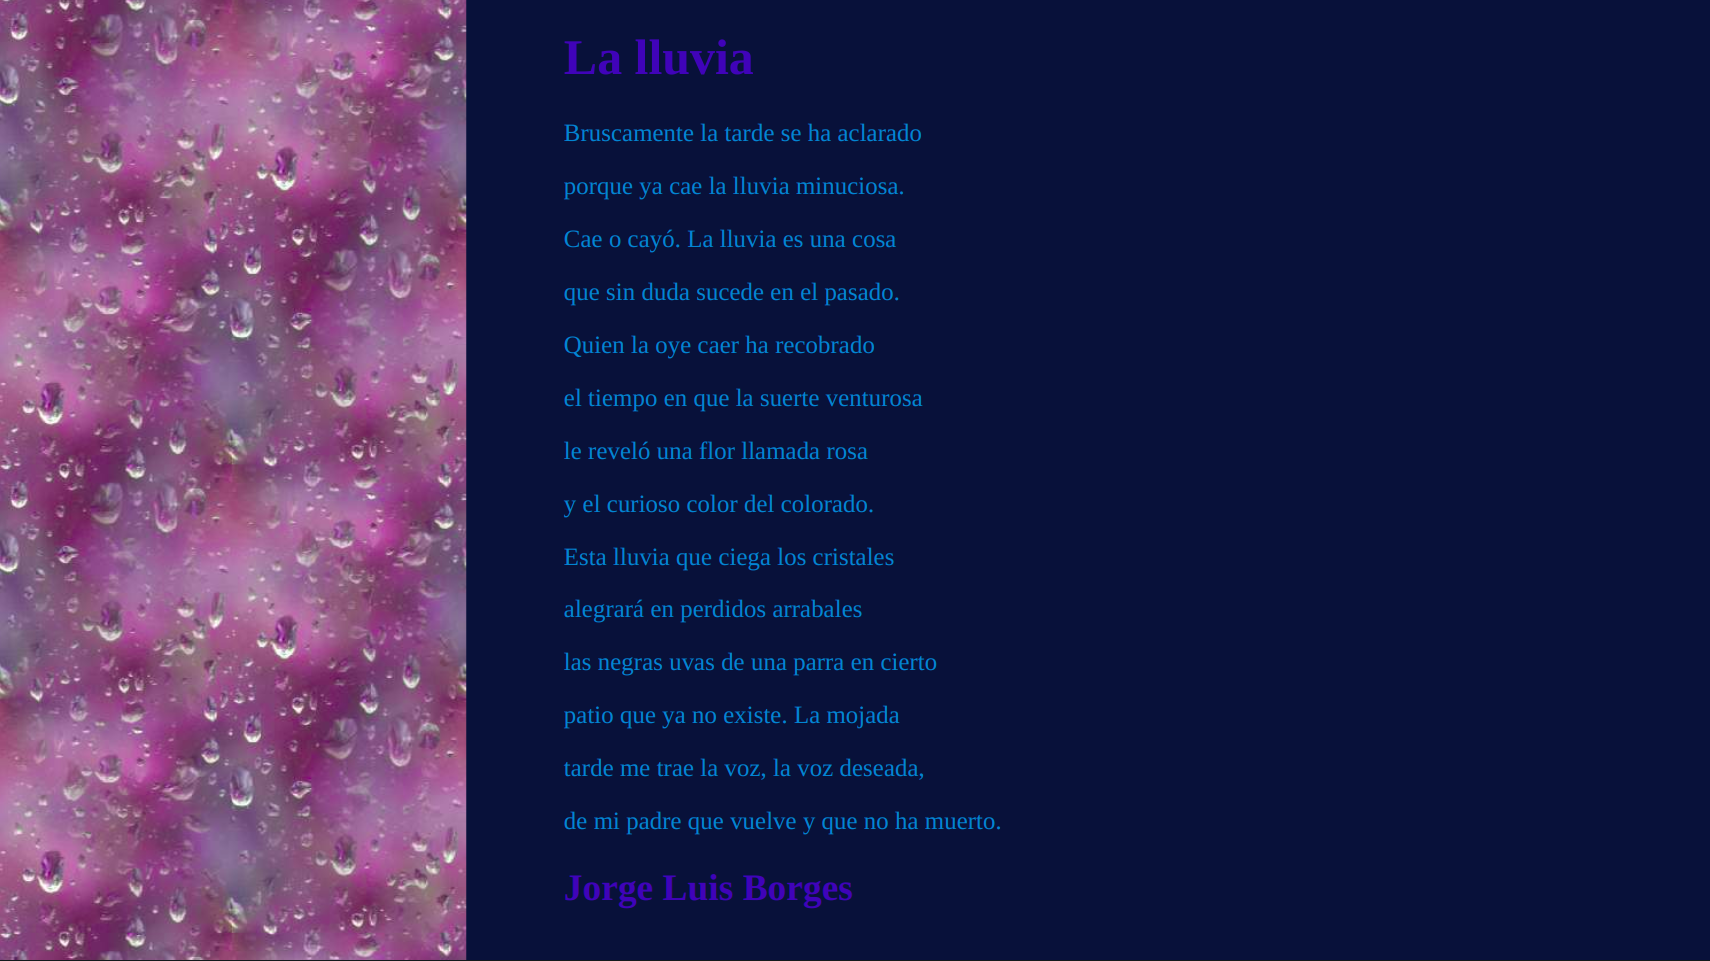 La lluvia
Bruscamente la tarde se ha aclarado
porque ya cae la lluvia minuciosa.
Cae o cayó. La lluvia es una cosa
que sin duda sucede en el pasado.
Quien la oye caer ha recobrado
el tiempo en que la suerte venturosa
le reveló una flor llamada rosa
y el curioso color del colorado.
Esta lluvia que ciega los cristales
alegrará en perdidos arrabales
las negras uvas de una parra en cierto
patio que ya no existe. La mojada
tarde me trae la voz, la voz deseada,
de mi padre que vuelve y que no ha muerto.
Jorge Luis Borges